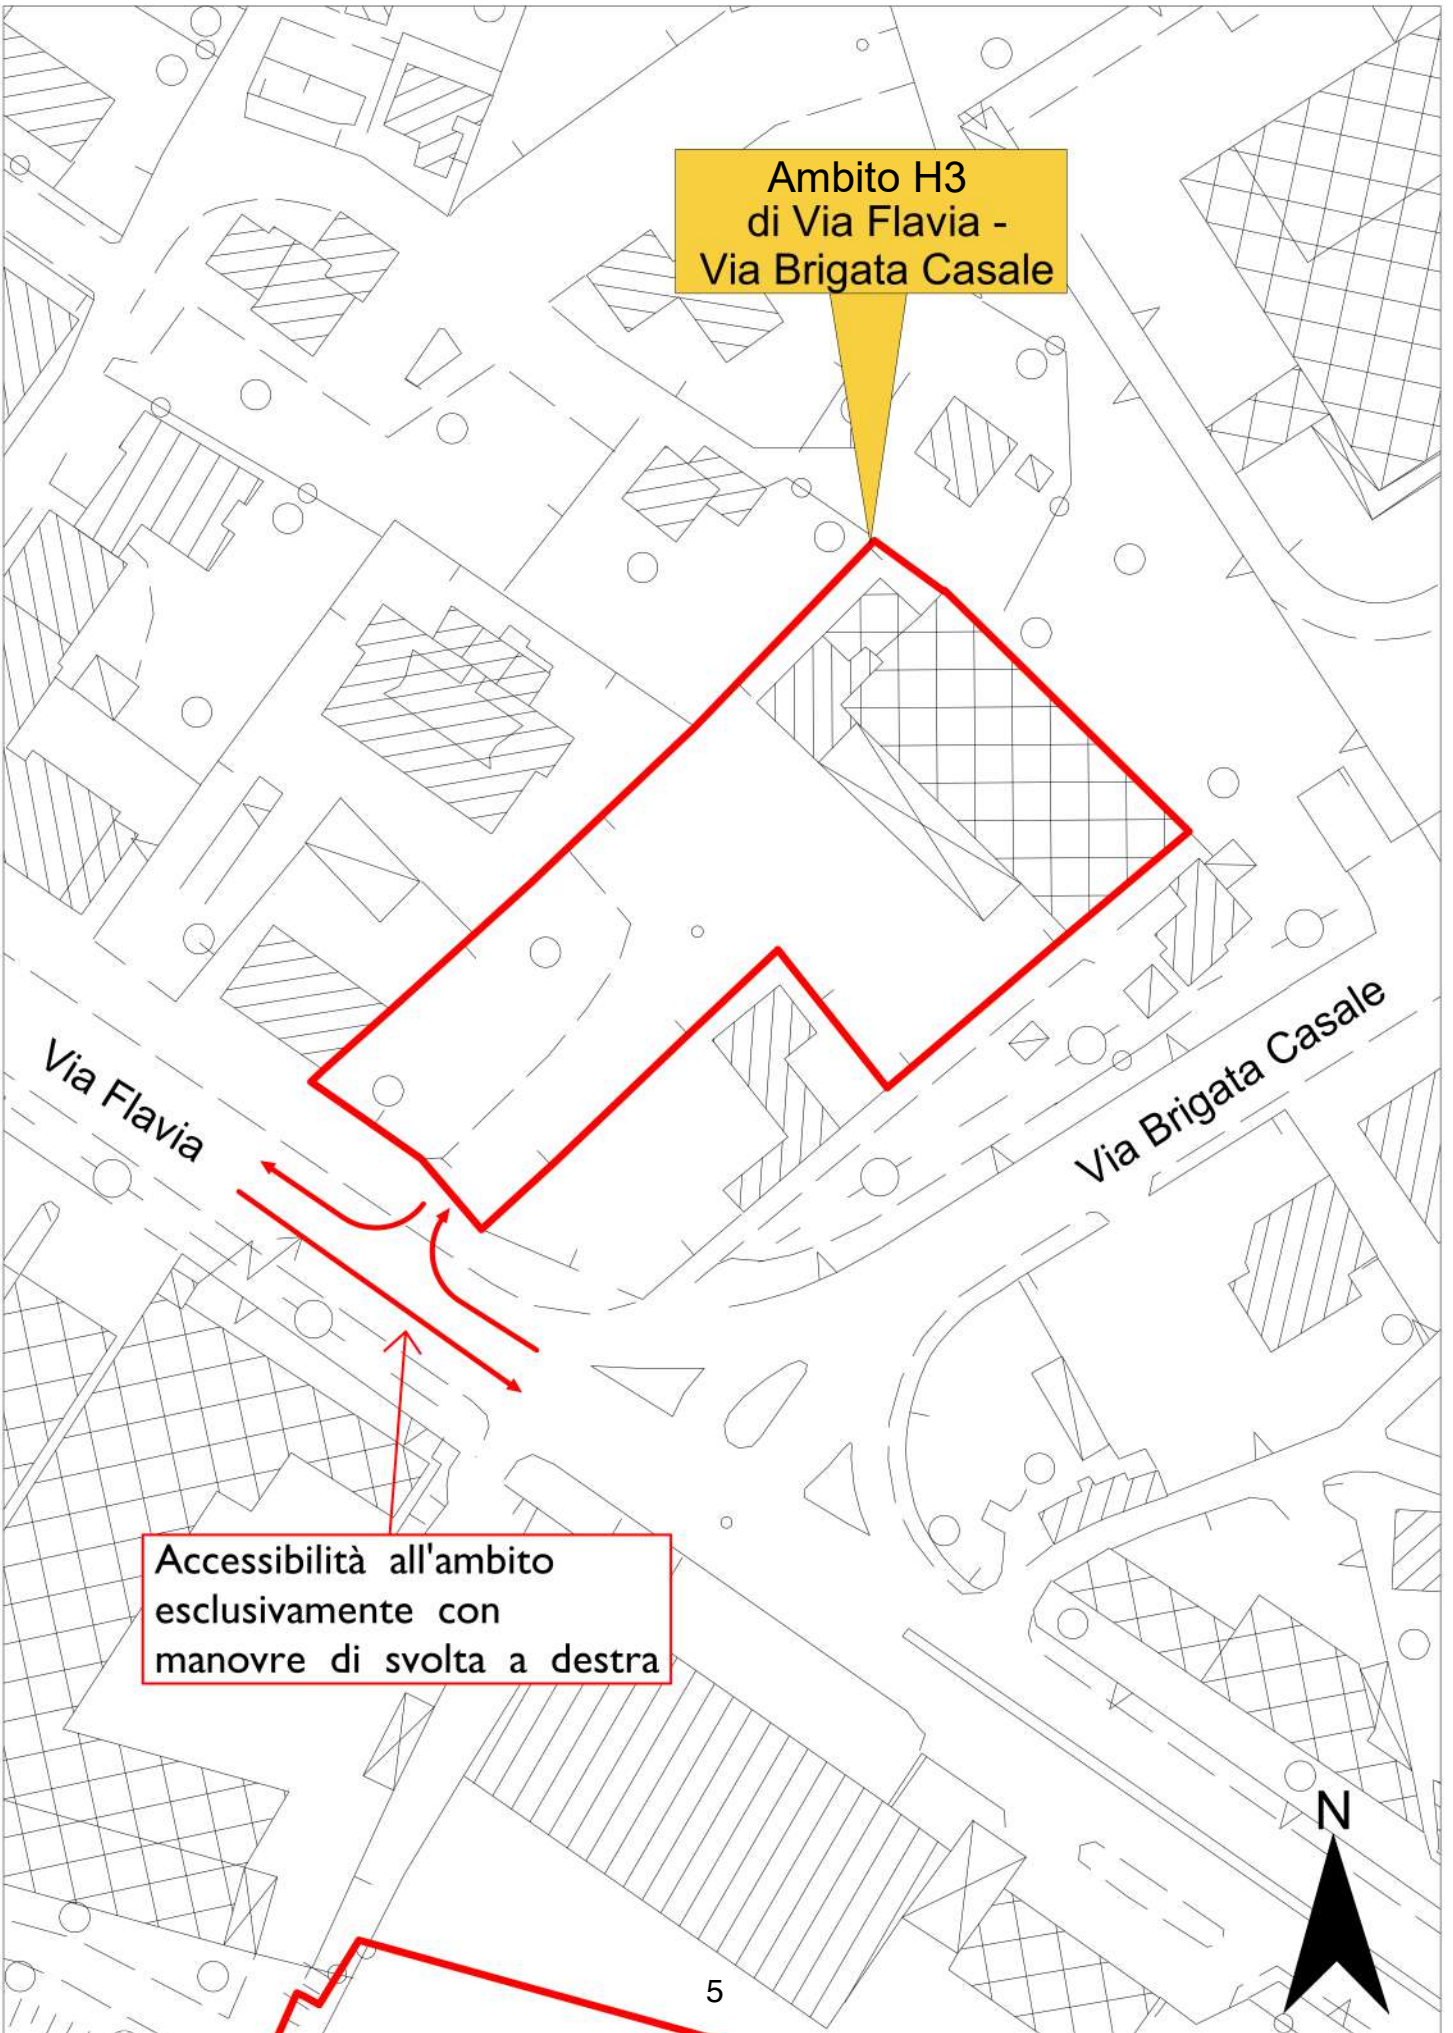 Ambito H3
di Via Flavia -
Via Brigata Casale
Via Flavia
Via Brigata Casale
Accessibilità all'ambito
esclusivamente con
manovre di svolta a destra
N
5